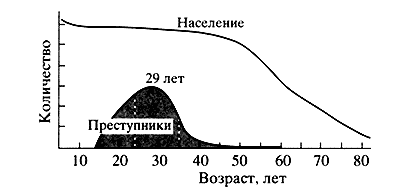 Население
Количество
29 лет
Преступники
10 20 30 40 50 60 70 80
Возраст, лет